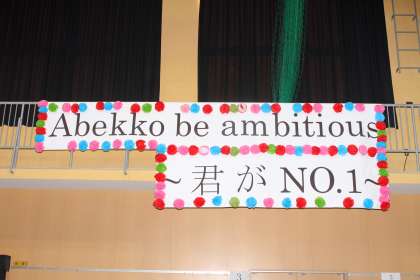 Abekko be ambitious
~君がNO.1~